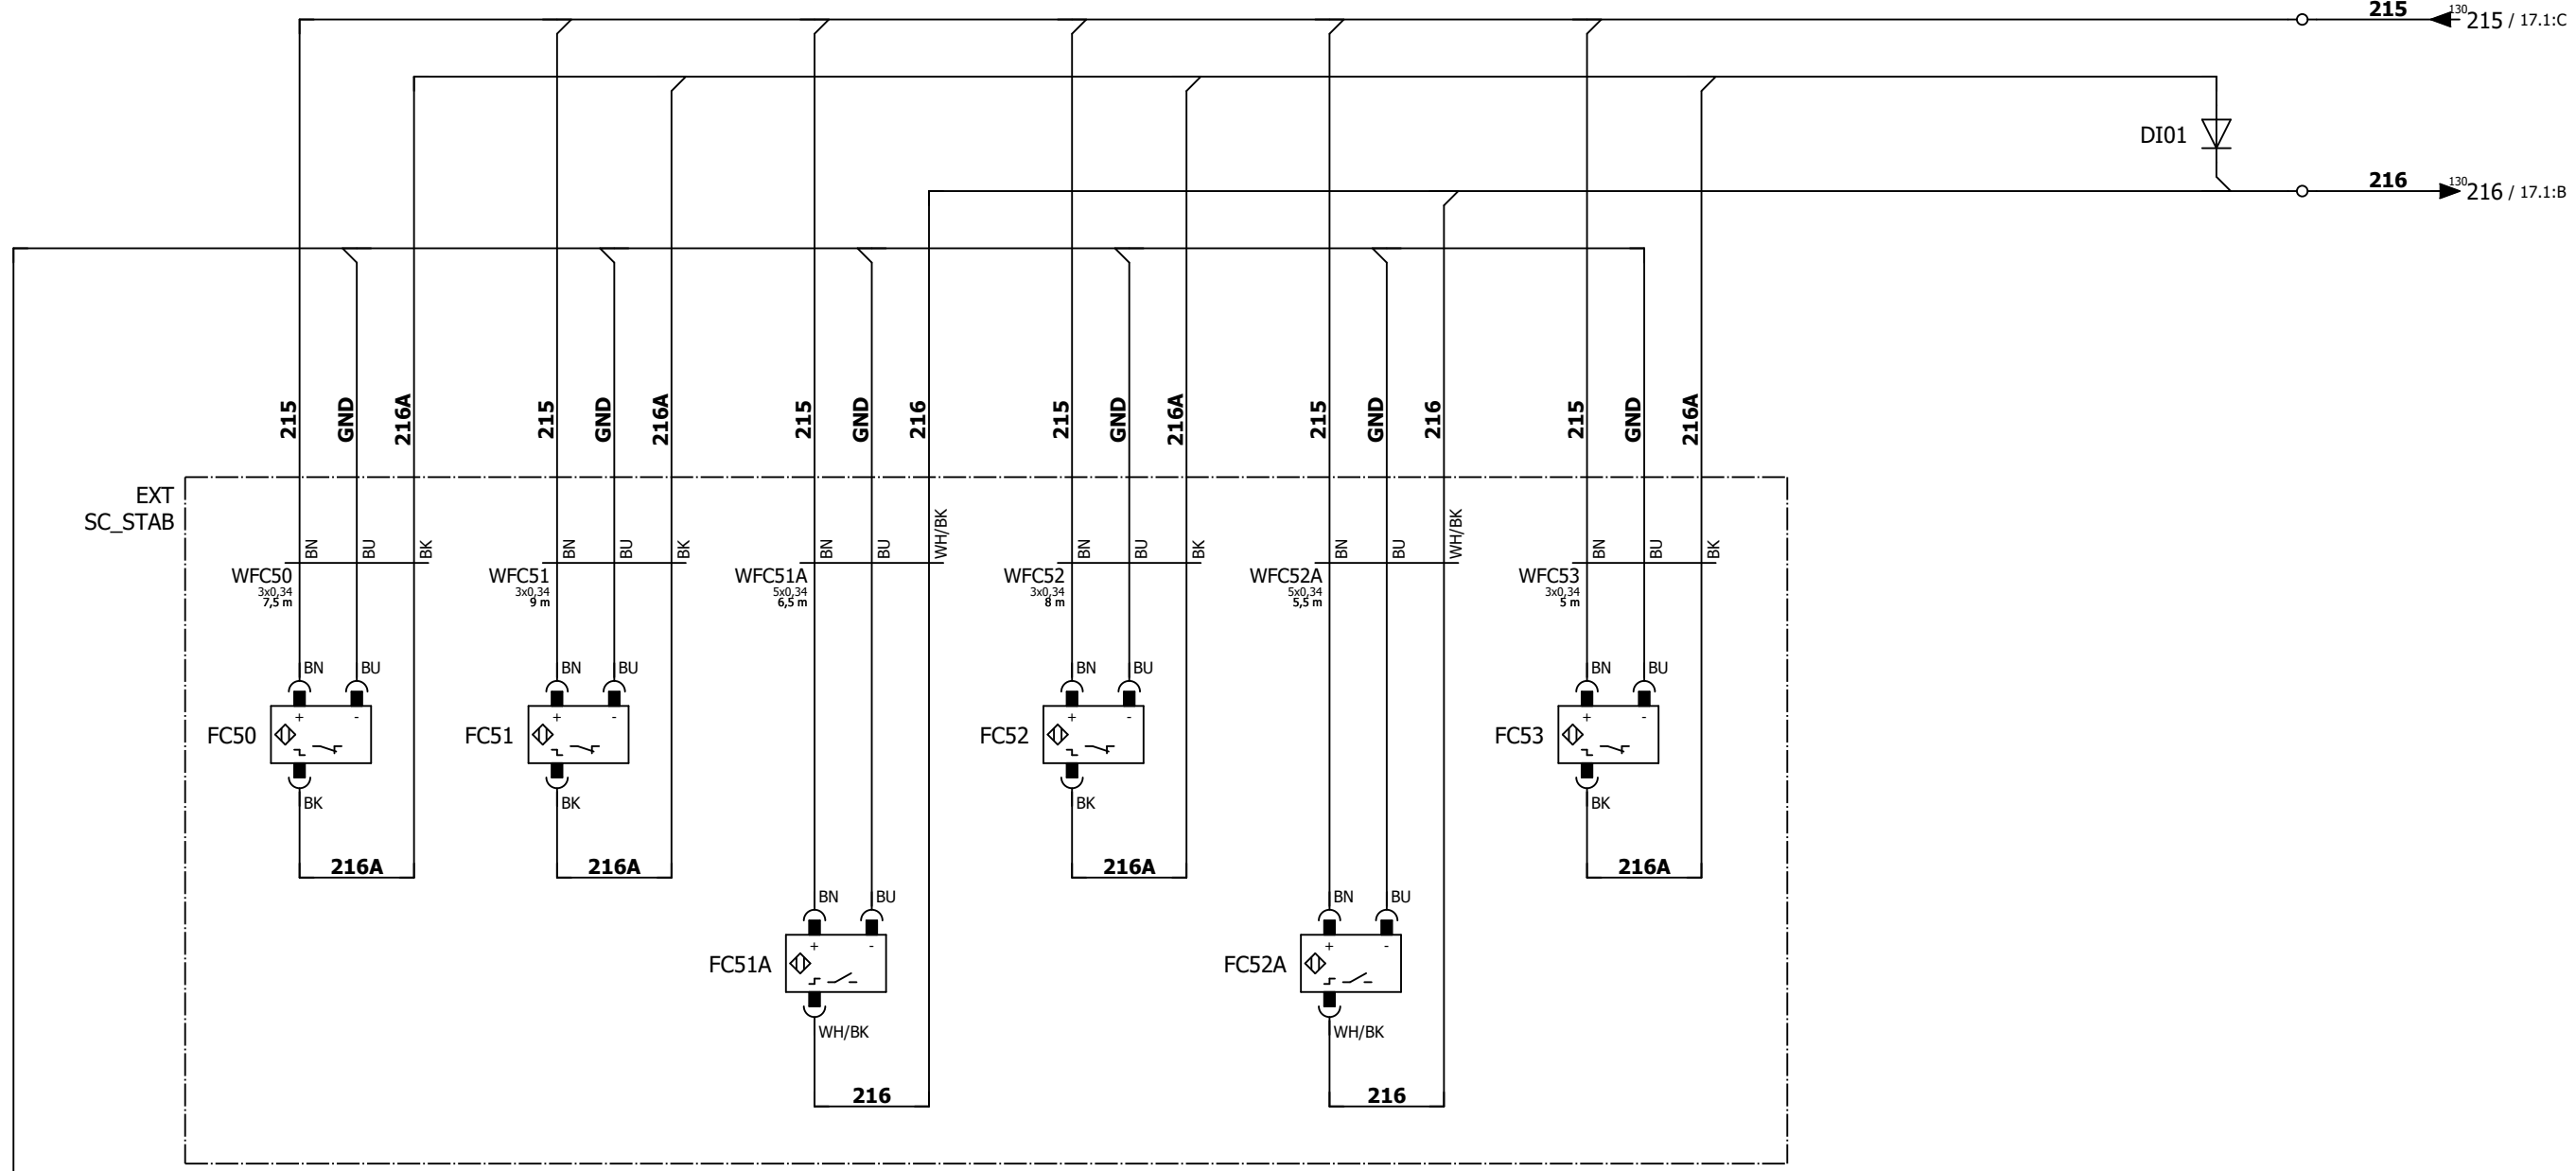 215
130
215 / 17.1:C
DI01
216
130
216 / 17.1:B
215
GND
216A
215
GND
216A
215
GND
216
215
GND
216A
215
GND
216
215
GND
216A
EXT
SC_STAB
BN
BU
BK
BN
BU
BK
BN
BU
WH/BK
BN
BU
BK
BN
BU
WH/BK
BN
BU
BK
WFC50
3x0,34
7,5 m
WFC51
3x0,34
9 m
WFC51A
5x0,34
6,5 m
WFC52
3x0,34
8 m
WFC52A
5x0,34
5,5 m
WFC53
3x0,34
5 m
BN
BU
BN
BU
BN
BU
BN
BU
+
-
+
-
+
-
+
-
FC50
FC51
FC52
FC53
BK
BK
BK
BK
216A
216A
216A
216A
BN
BU
BN
BU
+
-
+
-
FC51A
FC52A
WH/BK
WH/BK
216
216